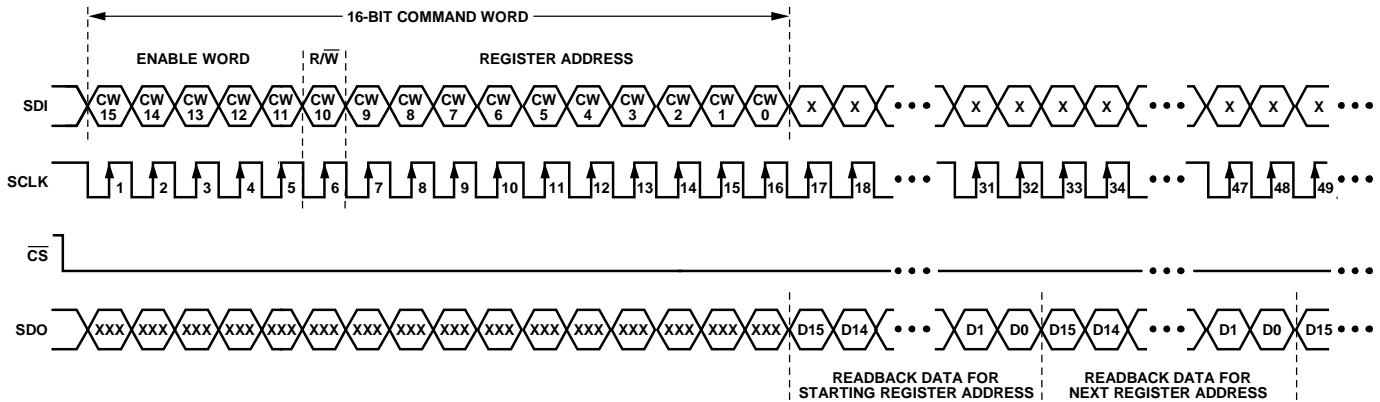 16-BIT COMMAND WORD
ENABLE WORD R/W̅ REGISTER ADDRESS
SDI CW 15 CW 14 CW 13 CW 12 CW 11 CW 10 CW 9 CW 8 CW 7 CW 6 CW 5 CW 4 CW 3 CW 2 CW 1 CW 0 X X ••• X X X X ••• X X X •••
SCLK 1 2 3 4 5 6 7 8 9 10 11 12 13 14 15 16 17 18 ••• 31 32 33 34 ••• 47 48 49 •••
C̅S̅ ••• ••• •••
SDO XXX XXX XXX XXX XXX XXX XXX XXX XXX XXX XXX XXX XXX XXX XXX XXX D15 D14 ••• D1 D0 D15 D14 ••• D1 D0 D15 •••
READBACK DATA FOR READBACK DATA FOR
STARTING REGISTER ADDRESS NEXT REGISTER ADDRESS